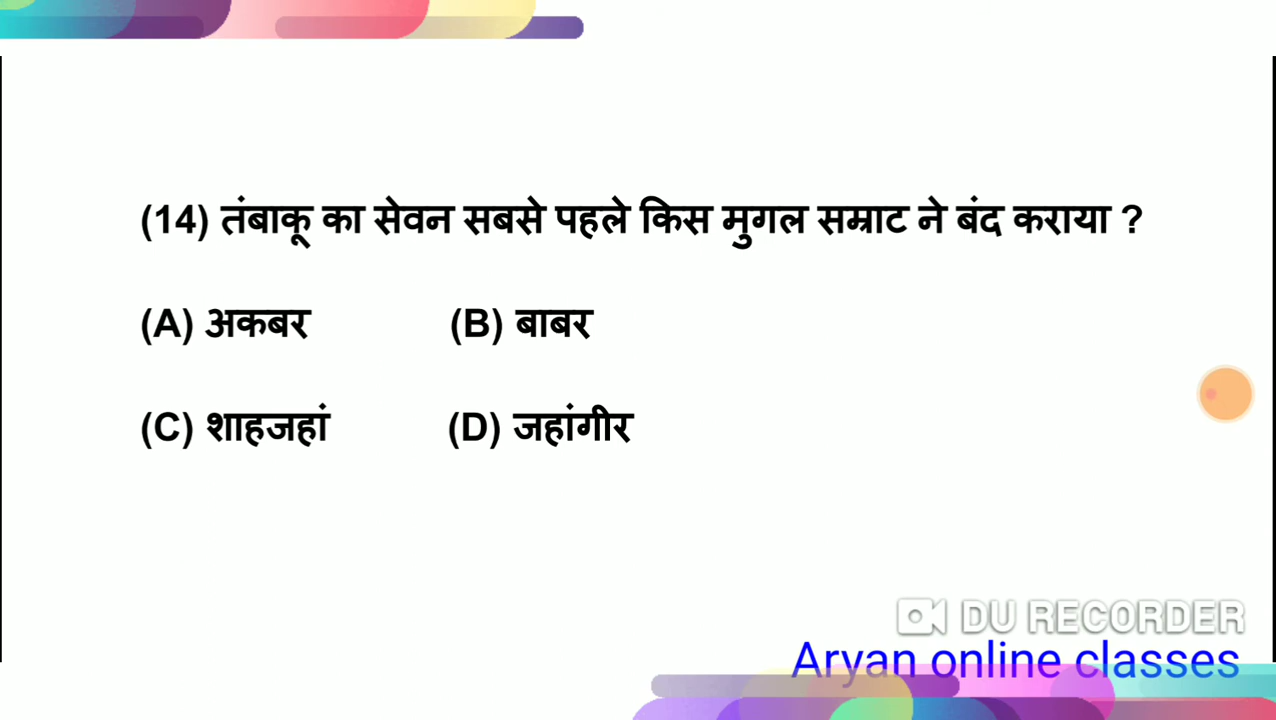 (14) तंबाकू का सेवन सबसे पहले किस मुगल सम्राट ने बंद कराया ?
(A) अकबर (B) बाबर
(C) शाहजहां (D) जहांगीर
DU RECORDER
Aryan online classes